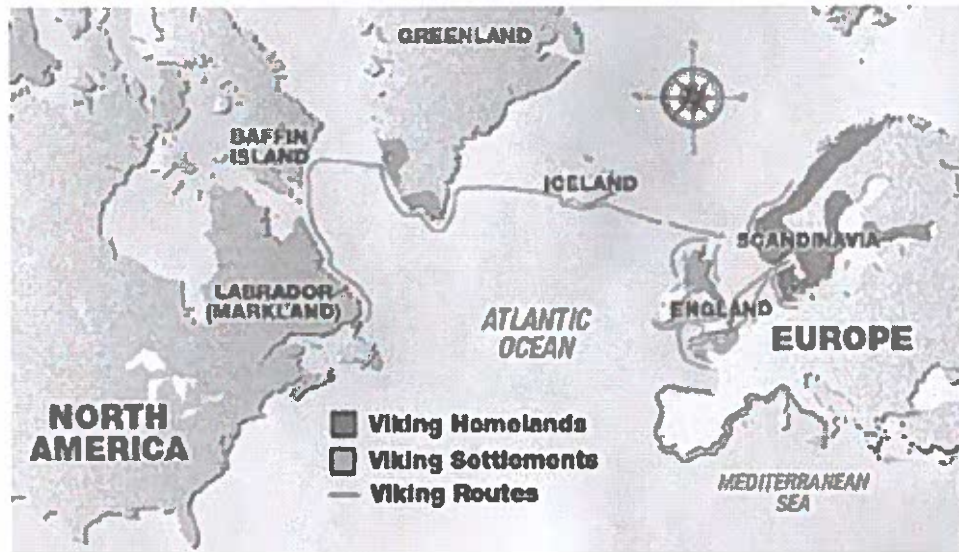 GREENLAND
BAFFIN
ISLAND
ICELAND
SCANDINAVIA
LABRADOR
(MARKLAND)
ENGLAND
ATLANTIC
OCEAN
EUROPE
NORTH
AMERICA
Viking Homelands
Viking Settlements
Viking Routes
MEDITERRANEAN
SEA